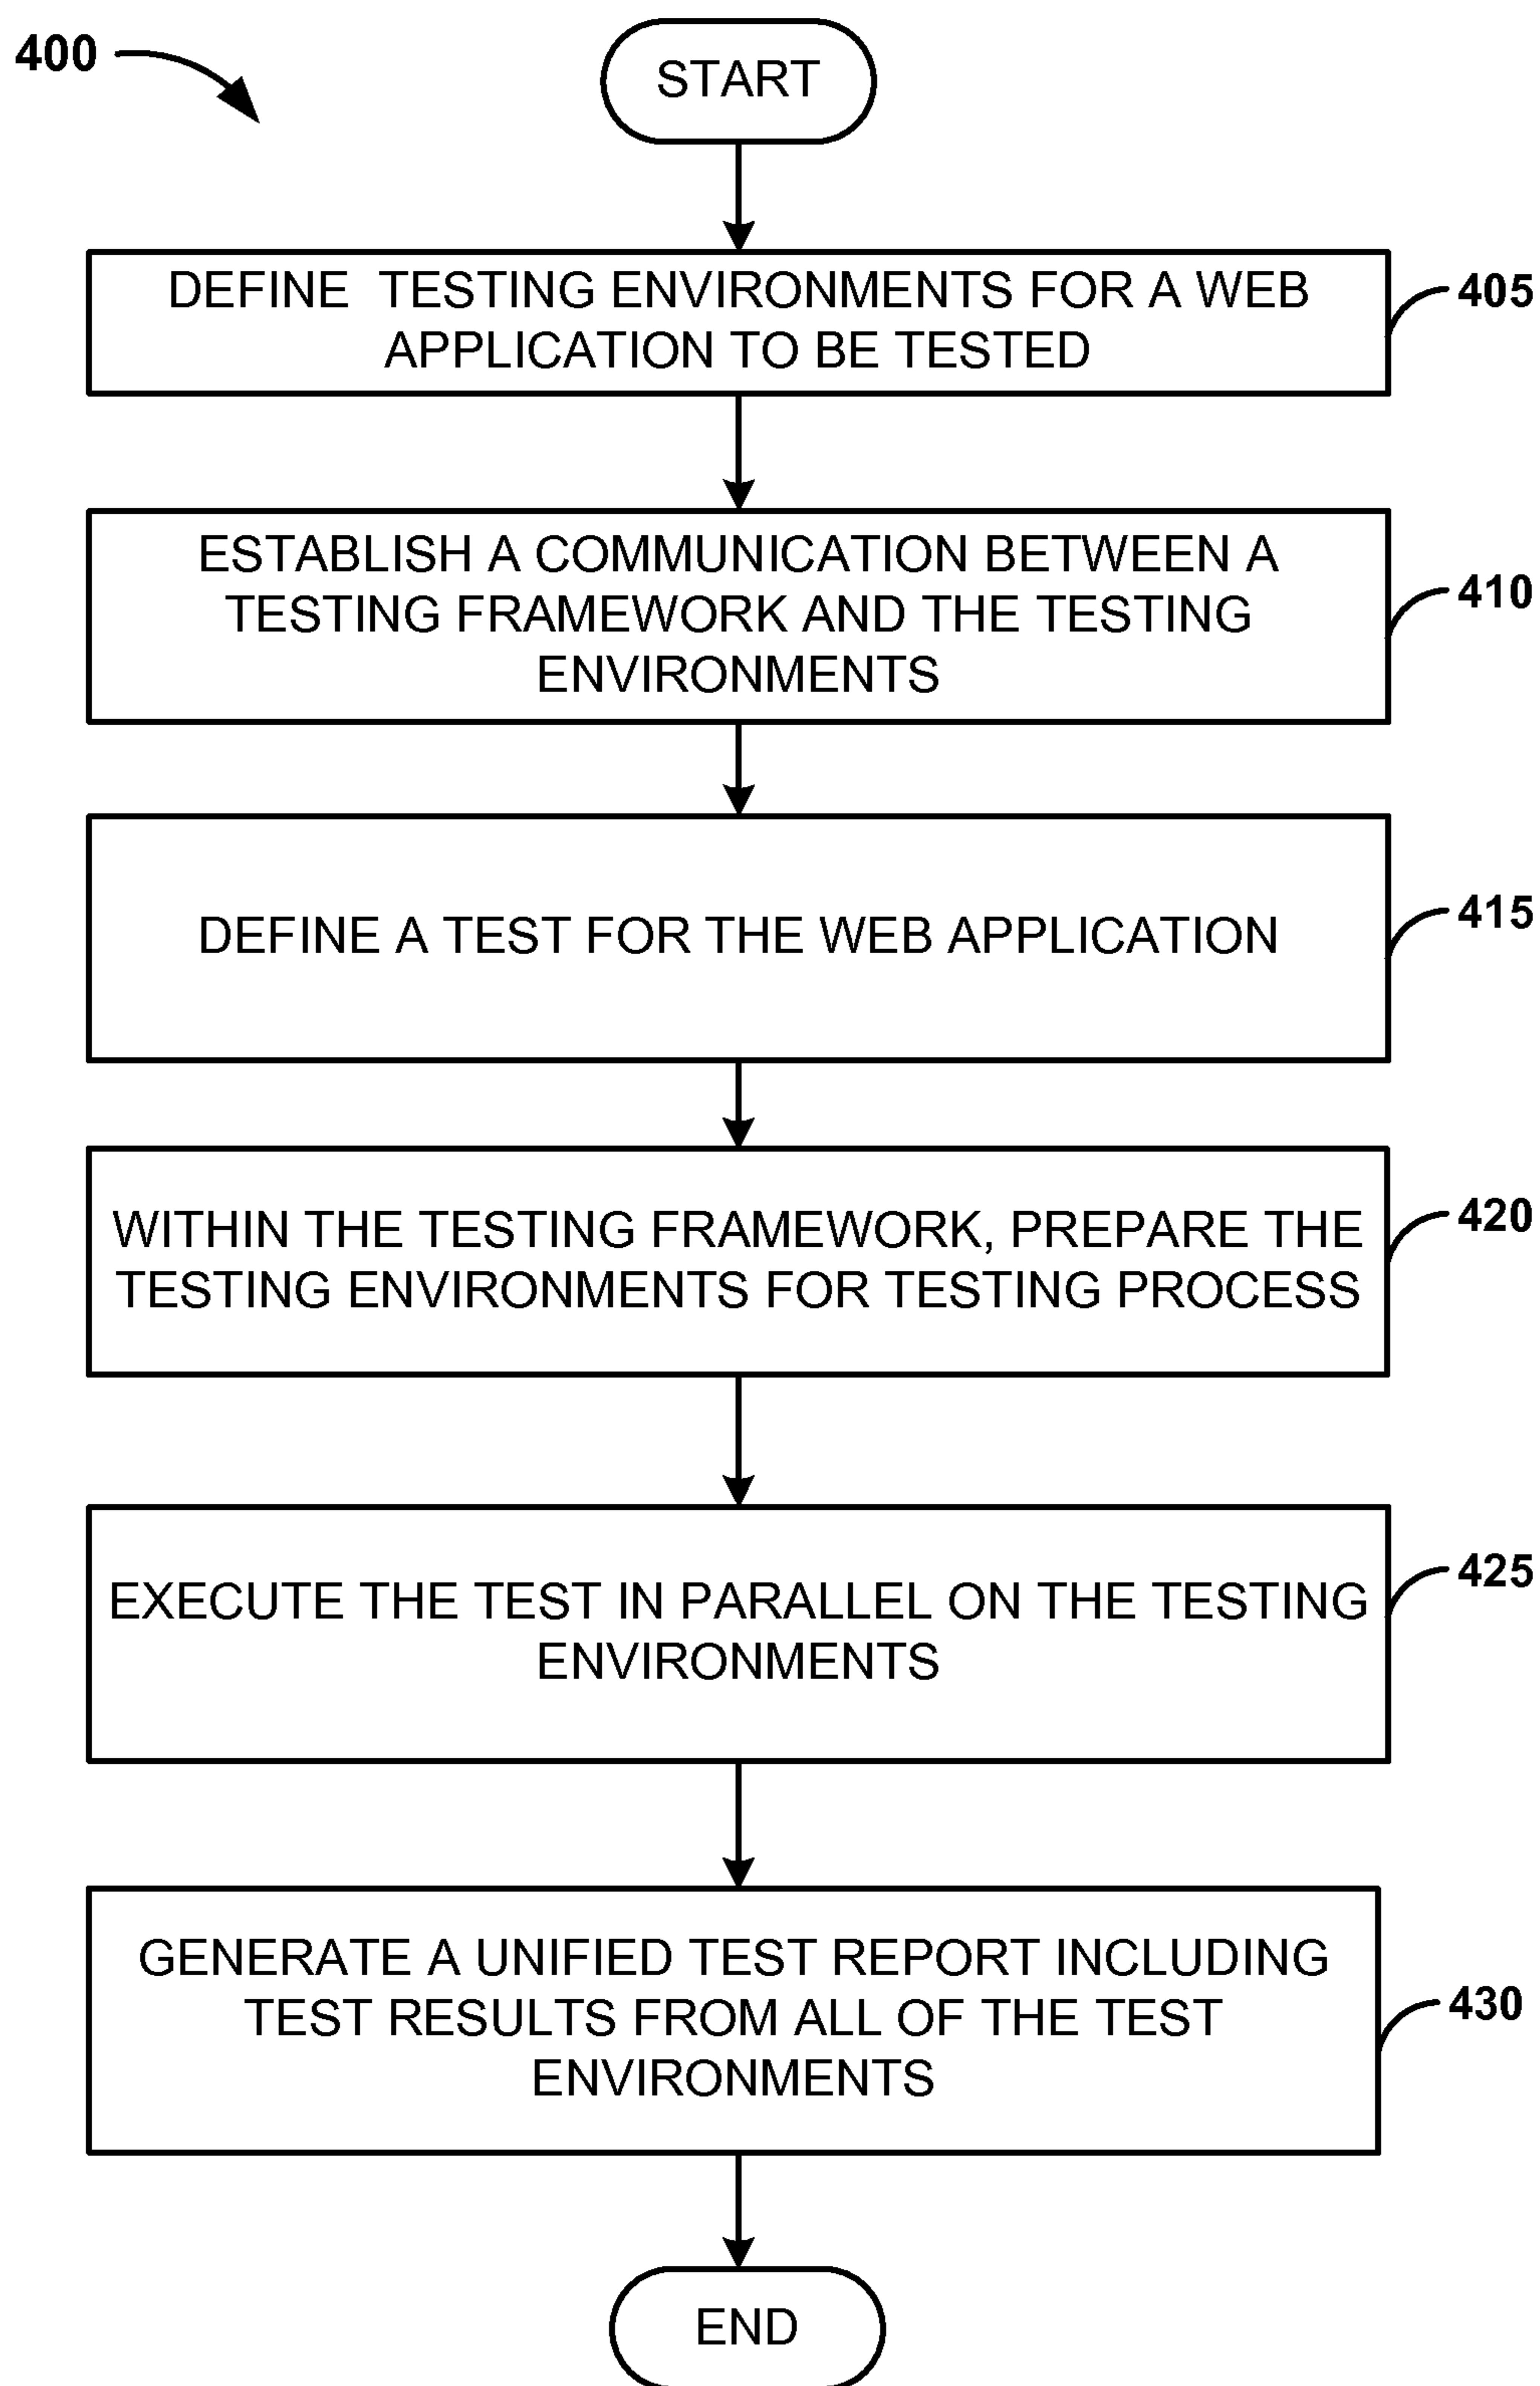 400
START
DEFINE TESTING ENVIRONMENTS FOR A WEB
APPLICATION TO BE TESTED
405
ESTABLISH A COMMUNICATION BETWEEN A
TESTING FRAMEWORK AND THE TESTING
ENVIRONMENTS
410
DEFINE A TEST FOR THE WEB APPLICATION
415
WITHIN THE TESTING FRAMEWORK, PREPARE THE
TESTING ENVIRONMENTS FOR TESTING PROCESS
420
EXECUTE THE TEST IN PARALLEL ON THE TESTING
ENVIRONMENTS
425
GENERATE A UNIFIED TEST REPORT INCLUDING
TEST RESULTS FROM ALL OF THE TEST
ENVIRONMENTS
430
END